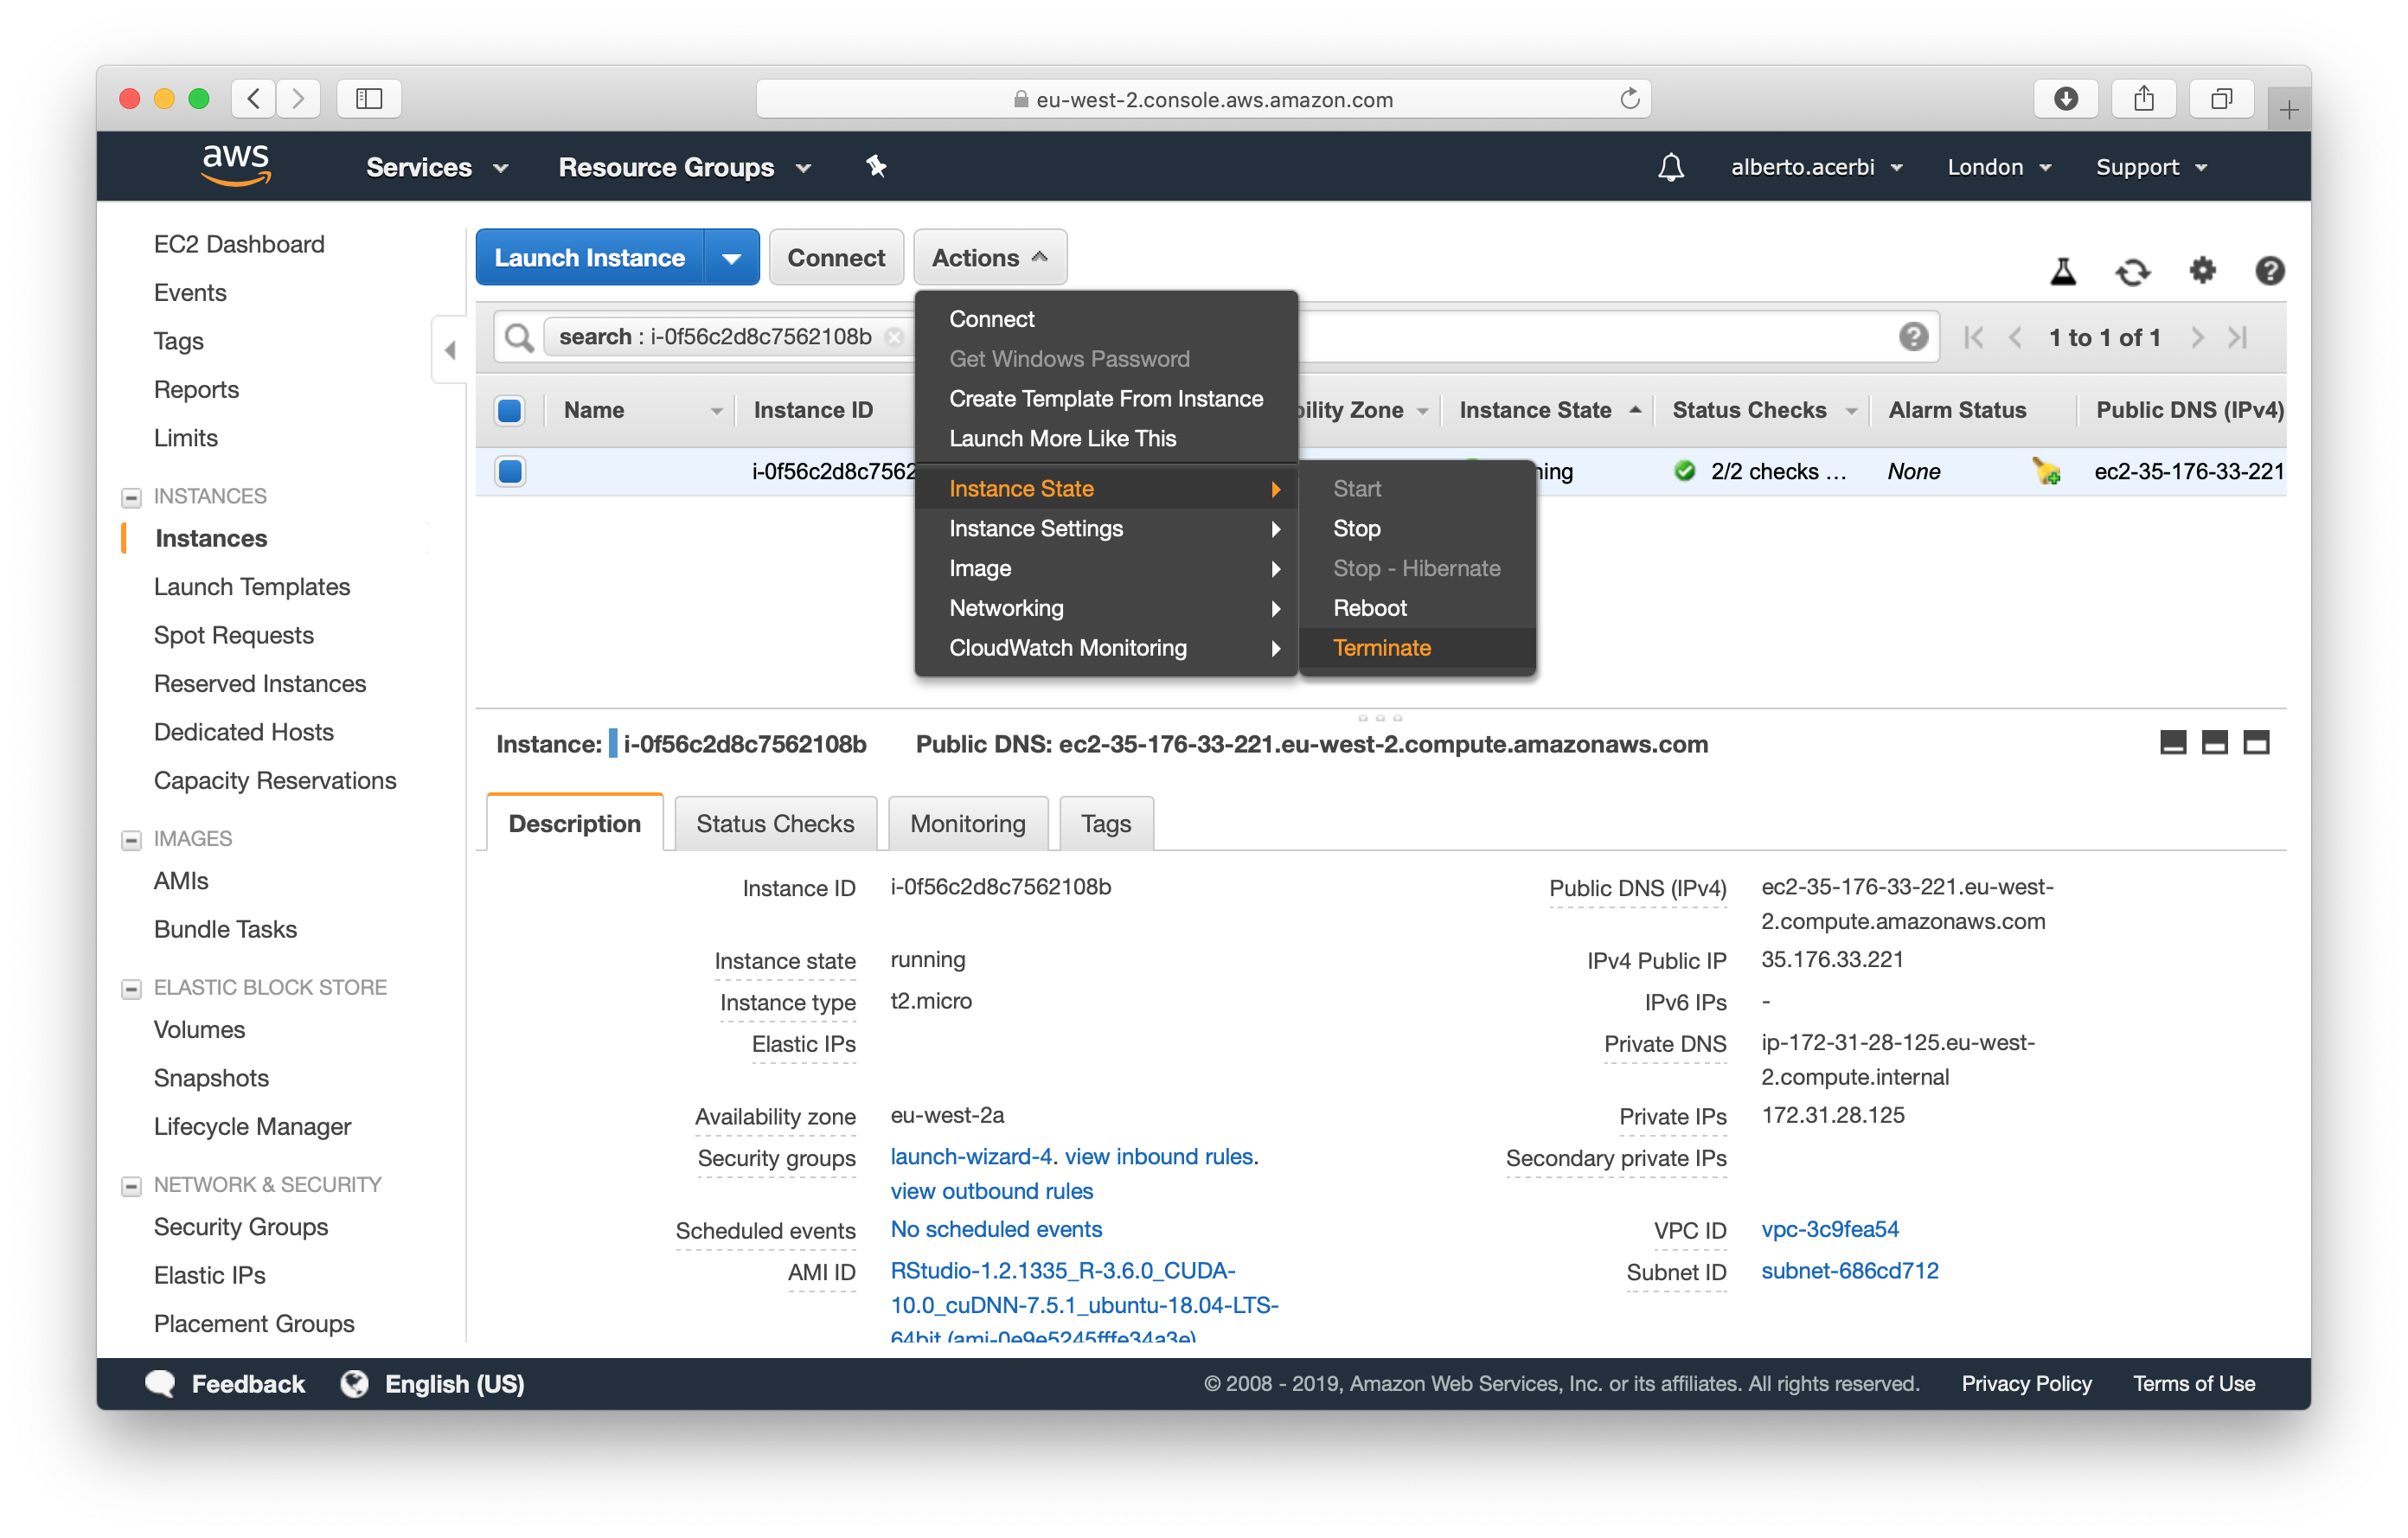 eu-west-2.console.aws.amazon.com
aws Services Resource Groups alberto.acerbi London Support
EC2 Dashboard
Events
Tags
Reports
Limits
INSTANCES
Instances
Launch Templates
Spot Requests
Reserved Instances
Dedicated Hosts
Capacity Reservations
IMAGES
AMIs
Bundle Tasks
ELASTIC BLOCK STORE
Volumes
Snapshots
Lifecycle Manager
NETWORK & SECURITY
Security Groups
Elastic IPs
Placement Groups
Launch Instance Connect Actions
search : i-0f56c2d8c7562108b 1 to 1 of 1
Name Instance ID bility Zone Instance State Status Checks Alarm Status Public DNS (IPv4)
i-0f56c2d8c7562 ning 2/2 checks ... None ec2-35-176-33-221
Connect
Get Windows Password
Create Template From Instance
Launch More Like This
Instance State
Instance Settings
Image
Networking
CloudWatch Monitoring
Start
Stop
Stop - Hibernate
Reboot
Terminate
Instance: i-0f56c2d8c7562108b Public DNS: ec2-35-176-33-221.eu-west-2.compute.amazonaws.com
Description Status Checks Monitoring Tags
Instance ID i-0f56c2d8c7562108b
Instance state running
Instance type t2.micro
Elastic IPs
Availability zone eu-west-2a
Security groups launch-wizard-4. view inbound rules.
view outbound rules
Scheduled events No scheduled events
AMI ID RStudio-1.2.1335_R-3.6.0_CUDA-
10.0_cuDNN-7.5.1_ubuntu-18.04-LTS-
64bit (ami-0e9e5245fffe34a3e)
Public DNS (IPv4) ec2-35-176-33-221.eu-west-
2.compute.amazonaws.com
IPv4 Public IP 35.176.33.221
IPv6 IPs -
Private DNS ip-172-31-28-125.eu-west-
2.compute.internal
Private IPs 172.31.28.125
Secondary private IPs
VPC ID vpc-3c9fea54
Subnet ID subnet-686cd712
Feedback English (US) © 2008 - 2019, Amazon Web Services, Inc. or its affiliates. All rights reserved. Privacy Policy Terms of Use